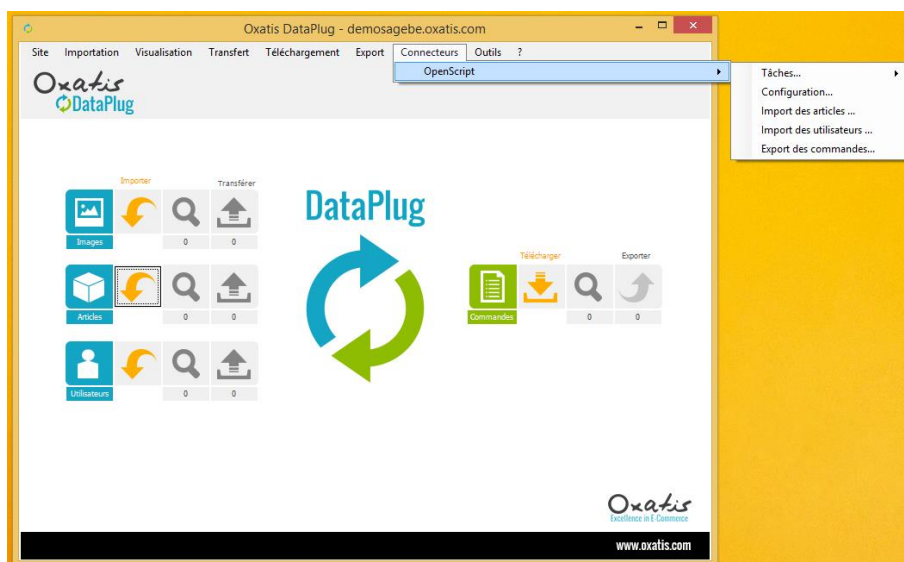 Oxatis DataPlug - demosagebe.oxatis.com
Site Importation Visualisation Transfert Téléchargement Export Connecteurs Outils ?
OpenScript
Tâches...
Configuration...
Import des articles ...
Import des utilisateurs ...
Export des commandes...
Oxatis
DataPlug
Importer Transférer
Images 0 0
DataPlug
Télécharger Exporter
Articles 0 0
Commandes 0 0
Utilisateurs 0 0
Oxatis
Excellence in E-Commerce
www.oxatis.com